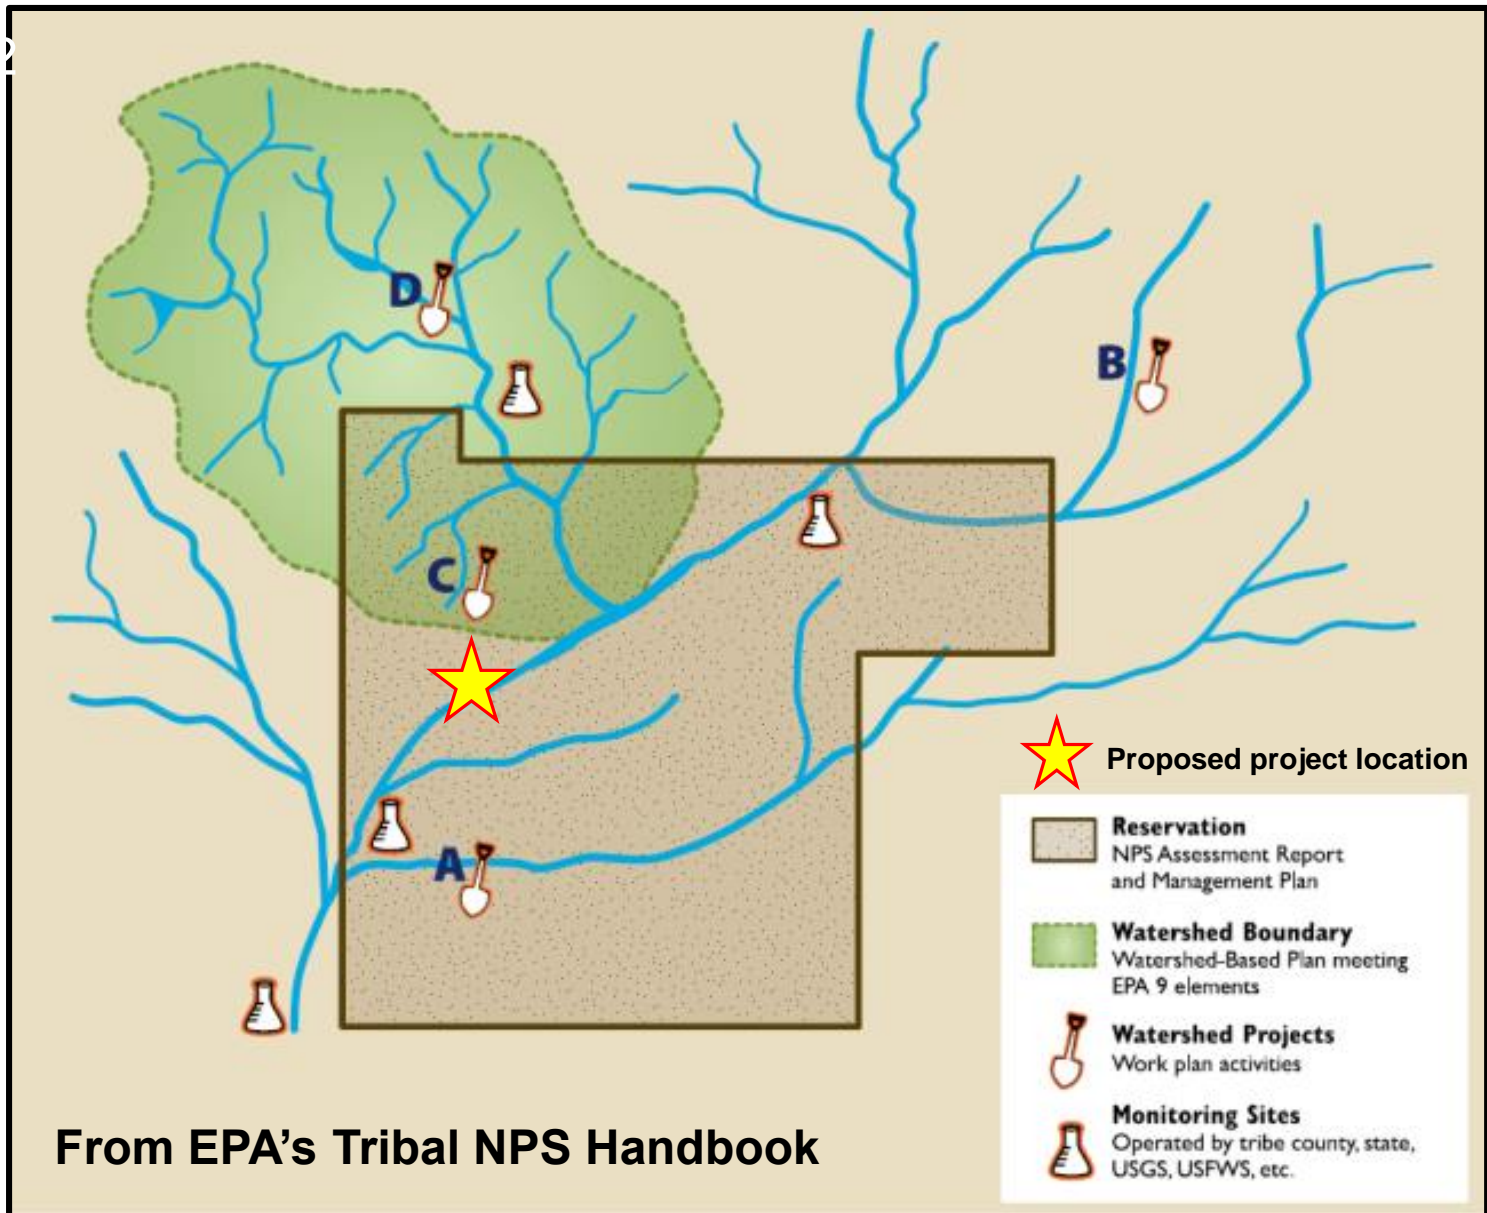 2
D
B
C
A
Proposed project location
Reservation
NPS Assessment Report
and Management Plan
Watershed Boundary
Watershed-Based Plan meeting
EPA 9 elements
Watershed Projects
Work plan activities
Monitoring Sites
Operated by tribe county, state,
USGS, USFWS, etc.
From EPA's Tribal NPS Handbook